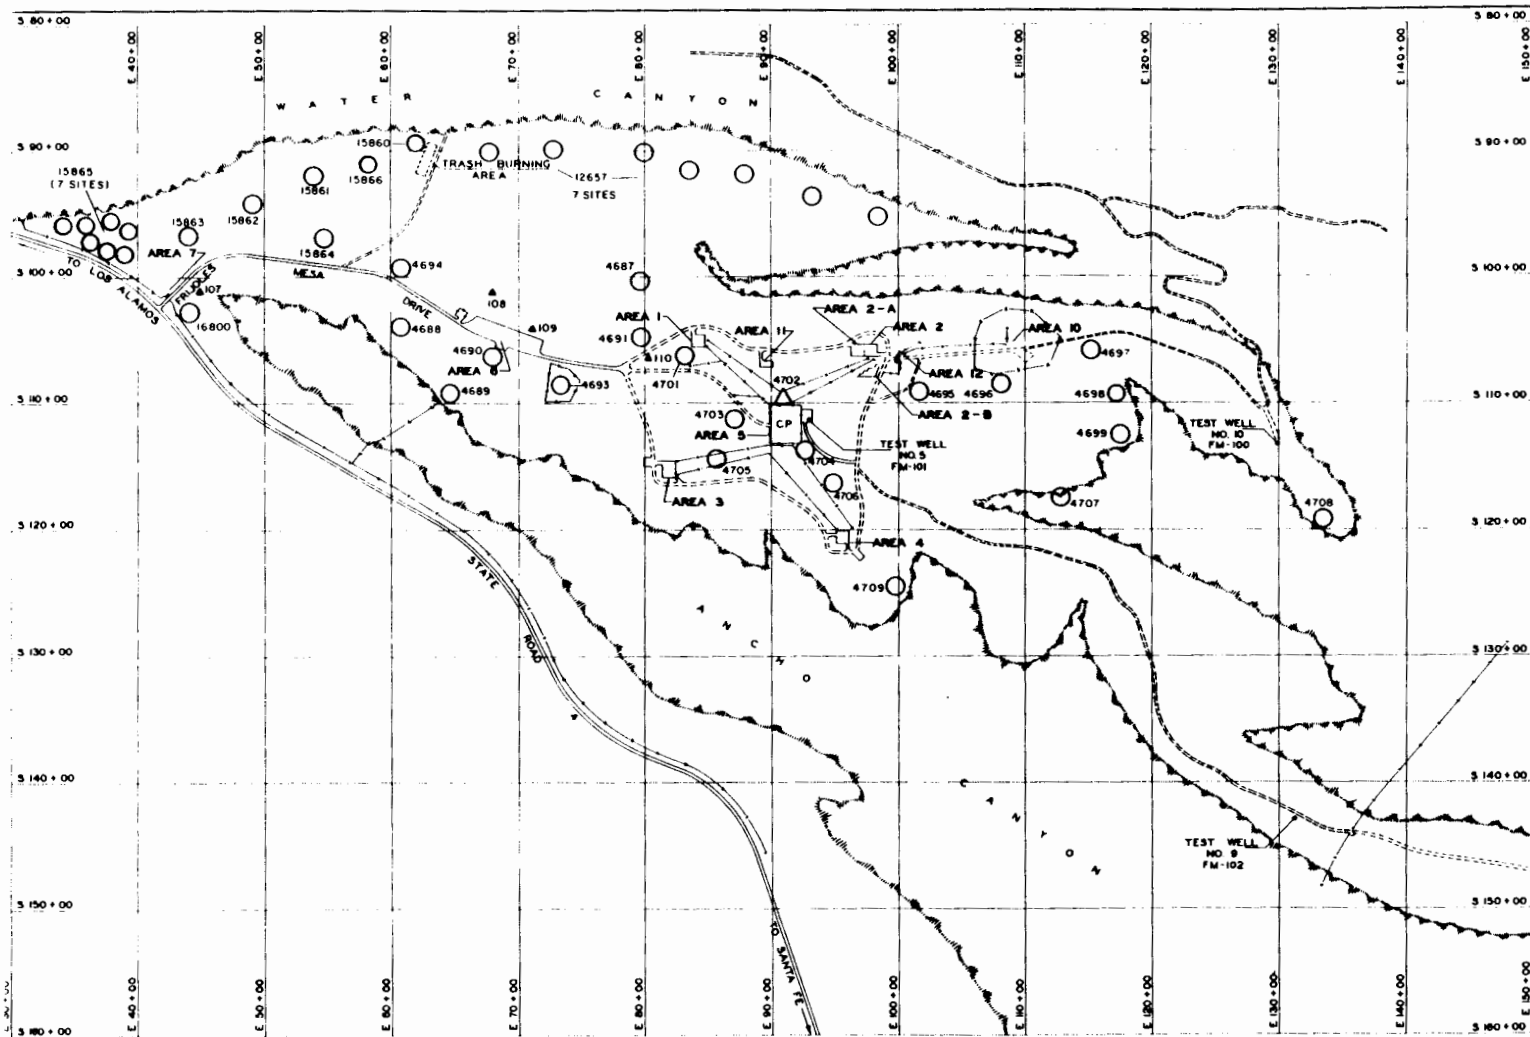 S 80 + 00
S 80 + 00
E 40 + 00
E 50 + 00
E 60 + 00
E 70 + 00
E 80 + 00
E 90 + 00
E 100 + 00
E 110 + 00
E 120 + 00
E 130 + 00
E 140 + 00
E 150 + 00
WATER CANYON
S 90 + 00
S 90 + 00
15860
TRASH BURNING
AREA
15865
(7 SITES)
15866
15861
12657
7 SITES
15862
15863
15864
AREA 7
MESA
S 100 + 00
S 100 + 00
TO LOS ALAMOS
FRIJOLES
107
16800
4694
DRIVE
108
4687
4688
109
AREA 1
4691
AREA 11
AREA 2-A
AREA 2
AREA 10
4690
AREA 8
110
4701
4702
AREA 12
4697
4689
4693
4695
4696
4698
S 110 + 00
S 110 + 00
4703
CP
AREA 2-B
AREA 5
TEST WELL
NO. 5
FM-101
4699
TEST WELL
NO. 10
FM-100
4704
4705
4706
AREA 3
4707
4708
S 120 + 00
S 120 + 00
AREA 4
STATE
ROAD
4709
ANCHO
S 130 + 00
S 130 + 00
4
S 140 + 00
S 140 + 00
CANYON
TEST WELL
NO 9
FM-102
S 150 + 00
S 150 + 00
TO SANTA FE
E 40 + 00
E 50 + 00
E 60 + 00
E 70 + 00
E 80 + 00
E 90 + 00
E 100 + 00
E 110 + 00
E 120 + 00
E 130 + 00
E 140 + 00
E 150 + 00
S 160 + 00
S 160 + 00